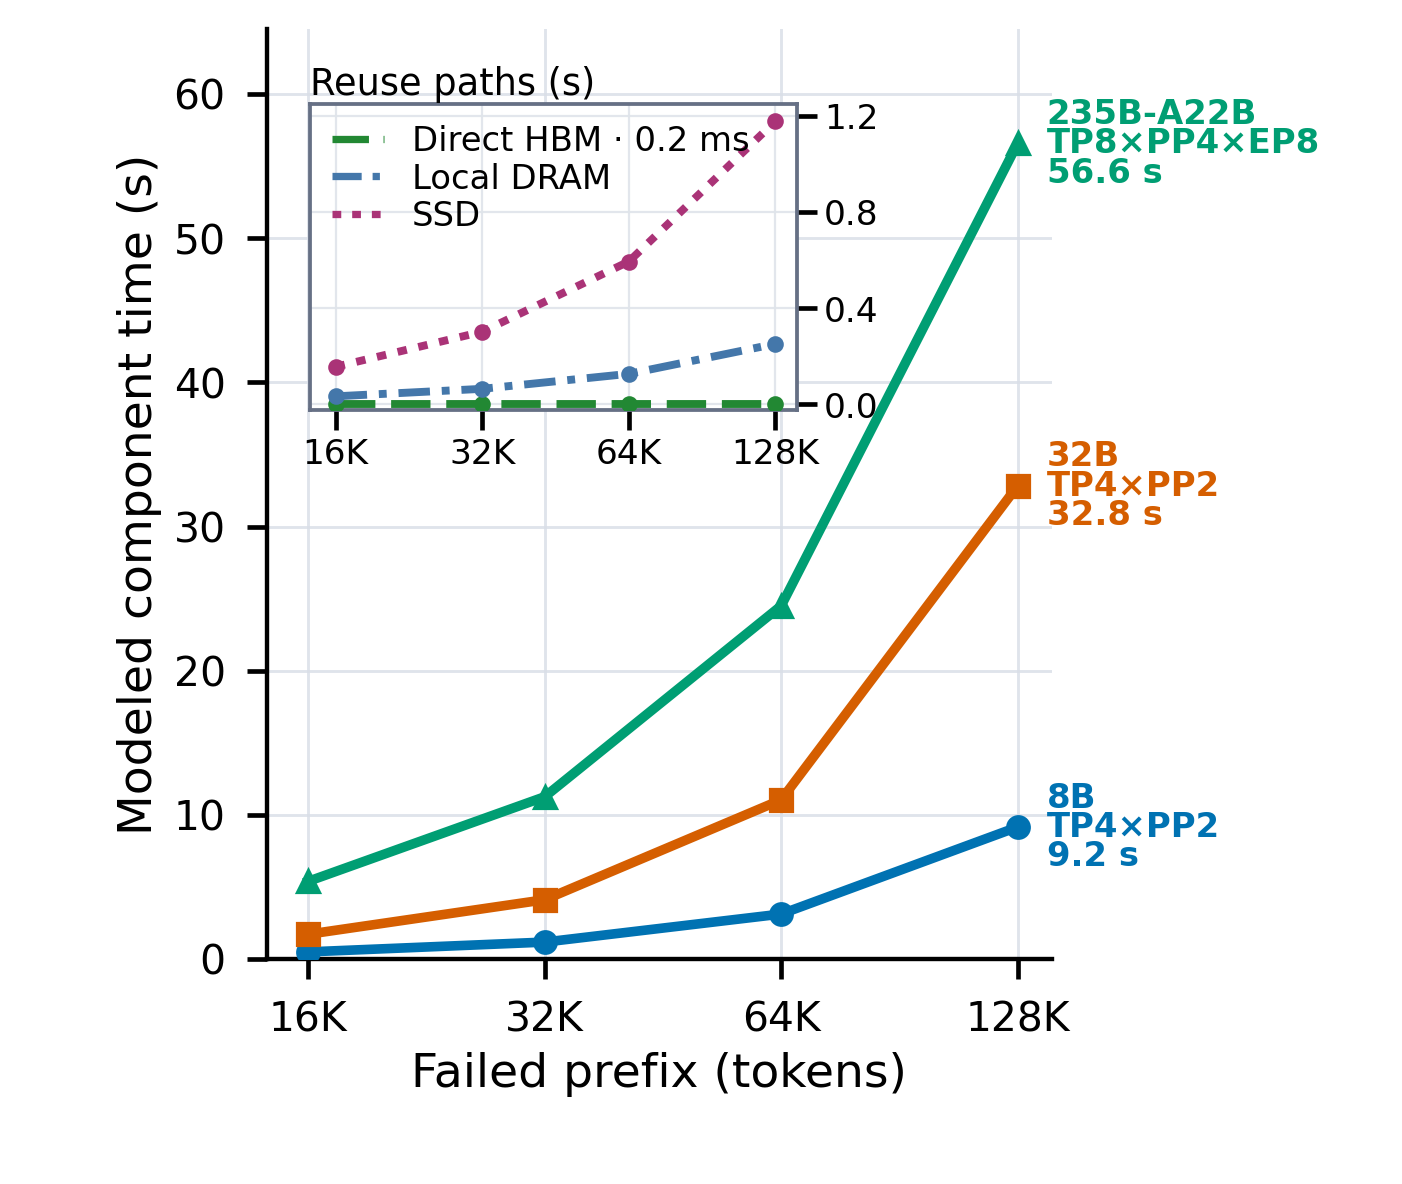 Reuse paths (s)
Direct HBM · 0.2 ms
Local DRAM
SSD
1.2
0.8
0.4
0.0
16K
32K
64K
128K
Modeled component time (s)
60
50
40
30
20
10
0
235B-A22B
TP8×PP4×EP8
56.6 s
32B
TP4×PP2
32.8 s
8B
TP4×PP2
9.2 s
16K
32K
64K
128K
Failed prefix (tokens)